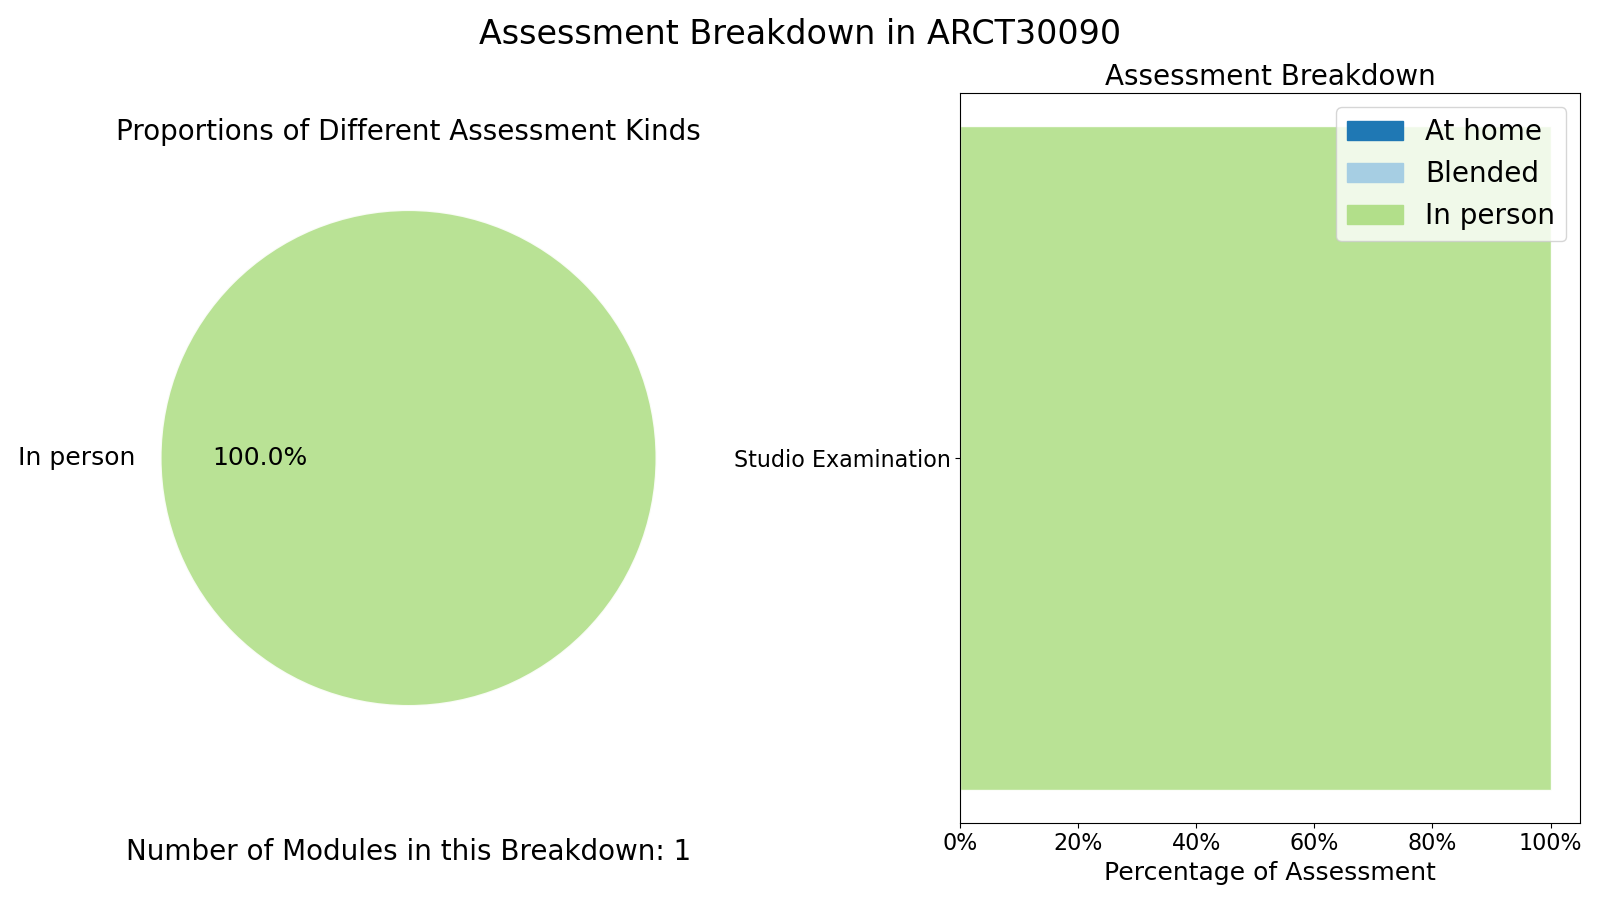 Assessment Breakdown in ARCT30090
Proportions of Different Assessment Kinds
In person
100.0%
Number of Modules in this Breakdown: 1
Assessment Breakdown
At home
Blended
In person
Studio Examination
0%
20%
40%
60%
80%
100%
Percentage of Assessment